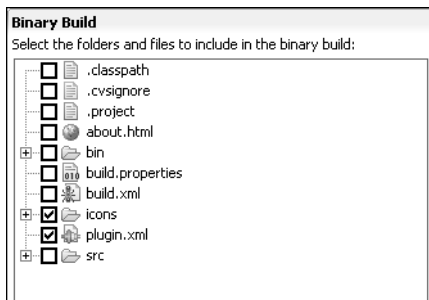 Binary Build
Select the folders and files to include in the binary build:
.classpath
.cvsignore
.project
about.html
bin
build.properties
build.xml
icons
plugin.xml
src